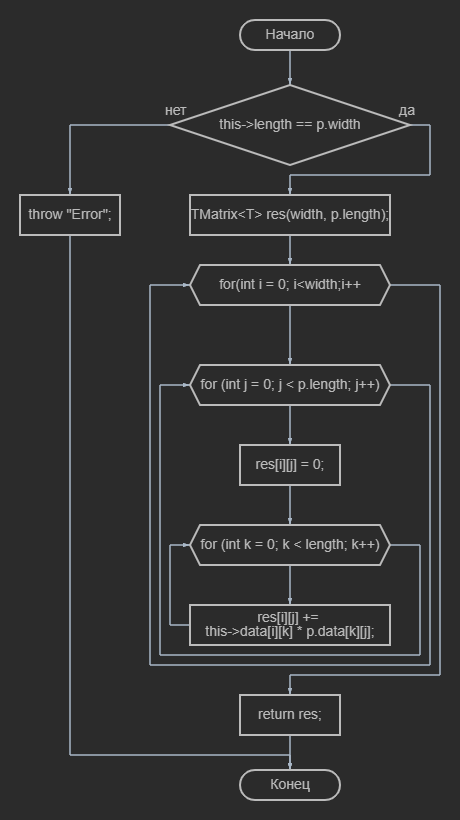 Начало
нет
да
this->length == p.width
throw "Error";
TMatrix<T> res(width, p.length);
for(int i = 0; i<width;i++
for (int j = 0; j < p.length; j++)
res[i][j] = 0;
for (int k = 0; k < length; k++)
res[i][j] +=
this->data[i][k] * p.data[k][j];
return res;
Конец